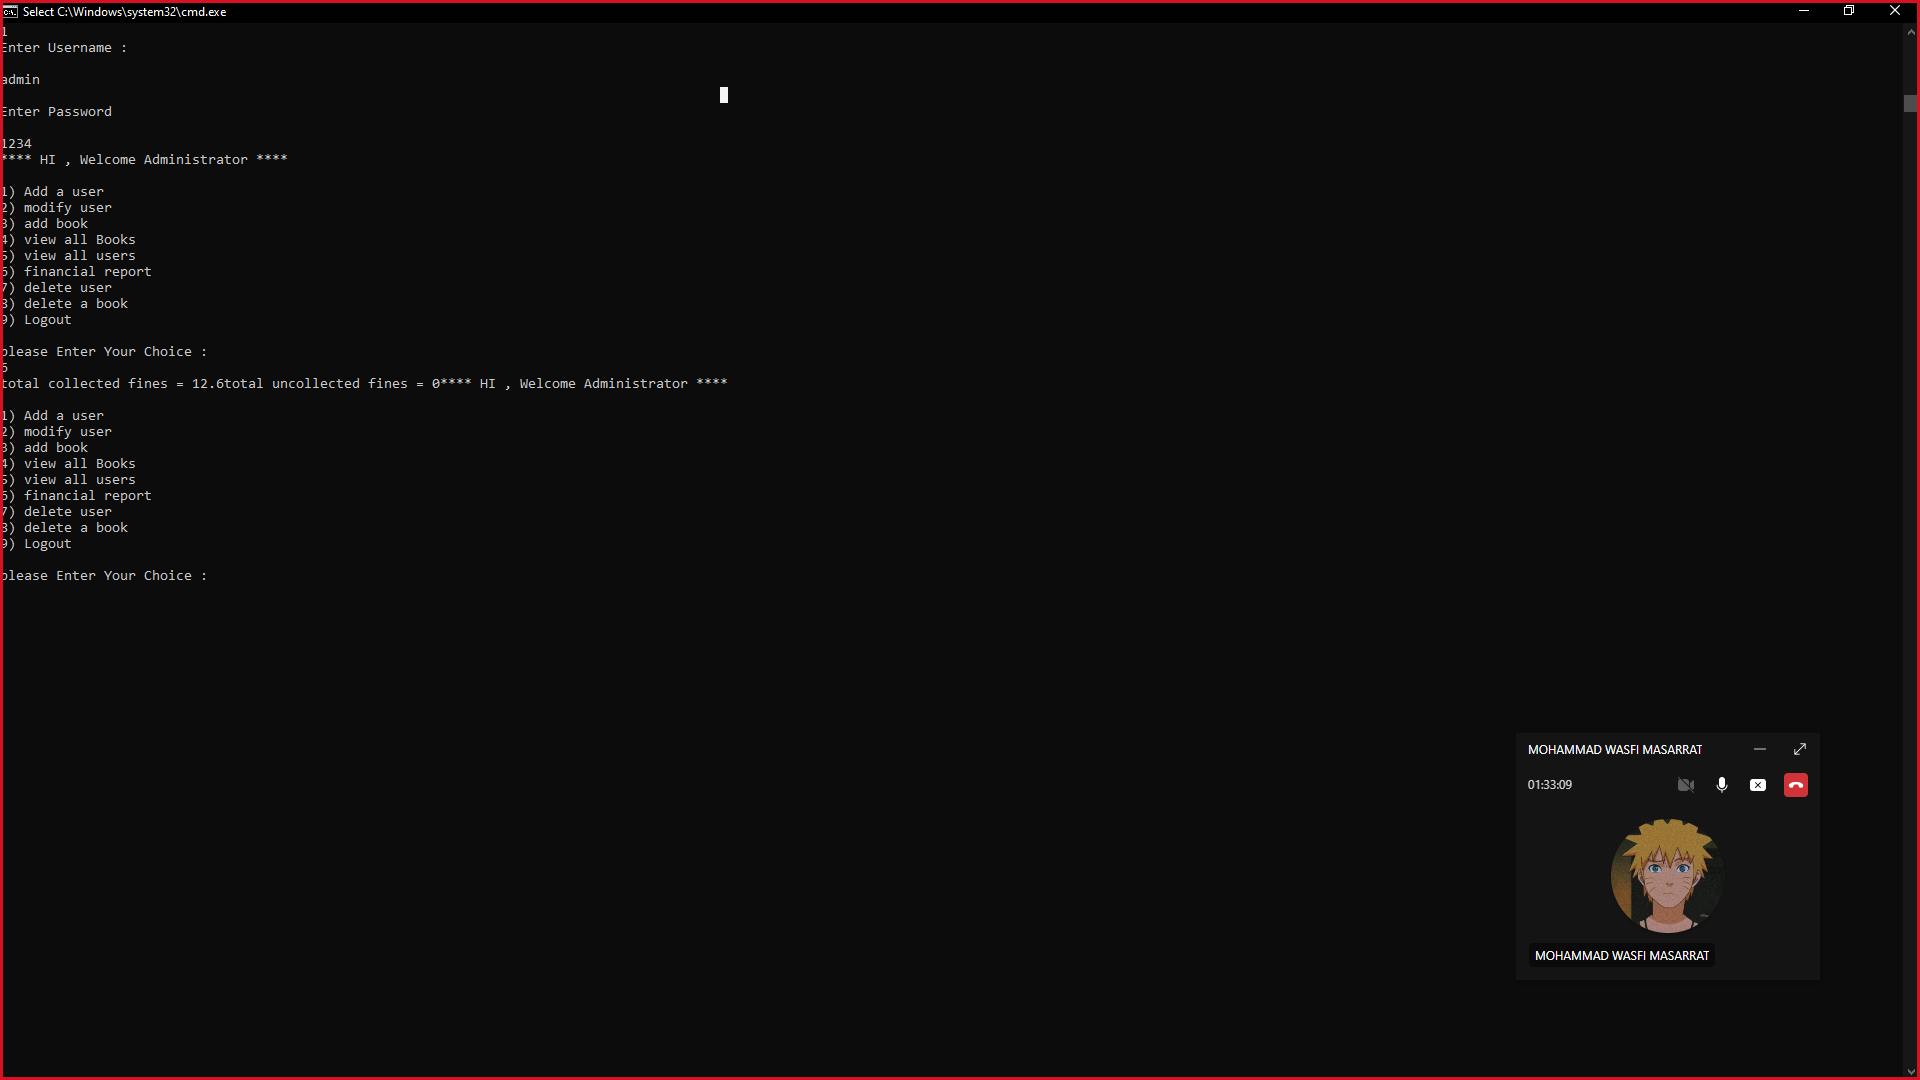 Select C:\Windows\system32\cmd.exe
1
Enter Username :
admin
Enter Password
1234
**** HI , Welcome Administrator ****
1) Add a user
2) modify user
3) add book
4) view all Books
5) view all users
6) financial report
7) delete user
8) delete a book
9) Logout
please Enter Your Choice :
6
total collected fines = 12.6total uncollected fines = 0**** HI , Welcome Administrator ****
1) Add a user
2) modify user
3) add book
4) view all Books
5) view all users
6) financial report
7) delete user
8) delete a book
9) Logout
please Enter Your Choice :
MOHAMMAD WASFI MASARRAT
01:33:09
MOHAMMAD WASFI MASARRAT